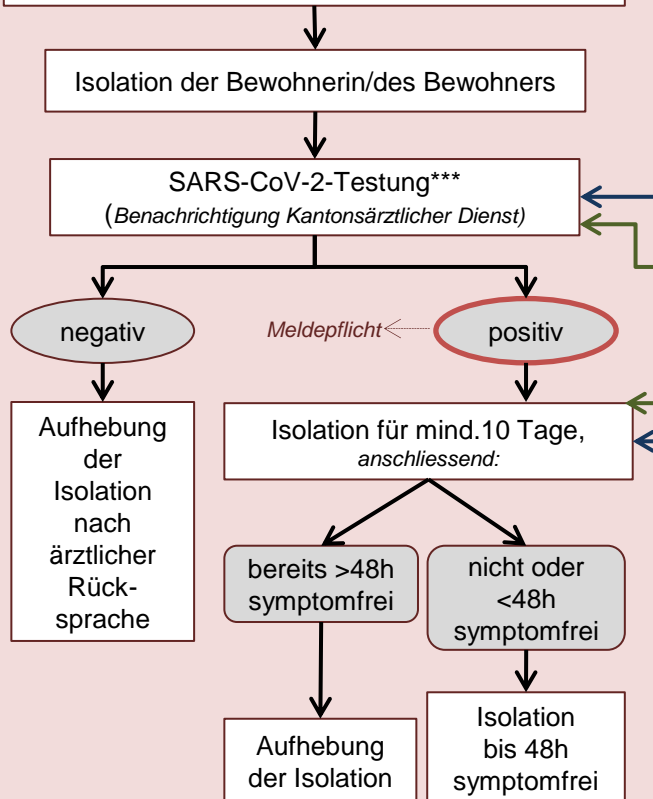 Isolation der Bewohnerin/des Bewohners
SARS-CoV-2-Testung***
(Benachrichtigung Kantonsärztlicher Dienst)
negativ
Meldepflicht
positiv
Aufhebung
der
Isolation
nach
ärztlicher
Rück-
sprache
Isolation für mind.10 Tage,
anschliessend:
bereits >48h
symptomfrei
nicht oder
<48h
symptomfrei
Aufhebung
der Isolation
Isolation
bis 48h
symptomfrei